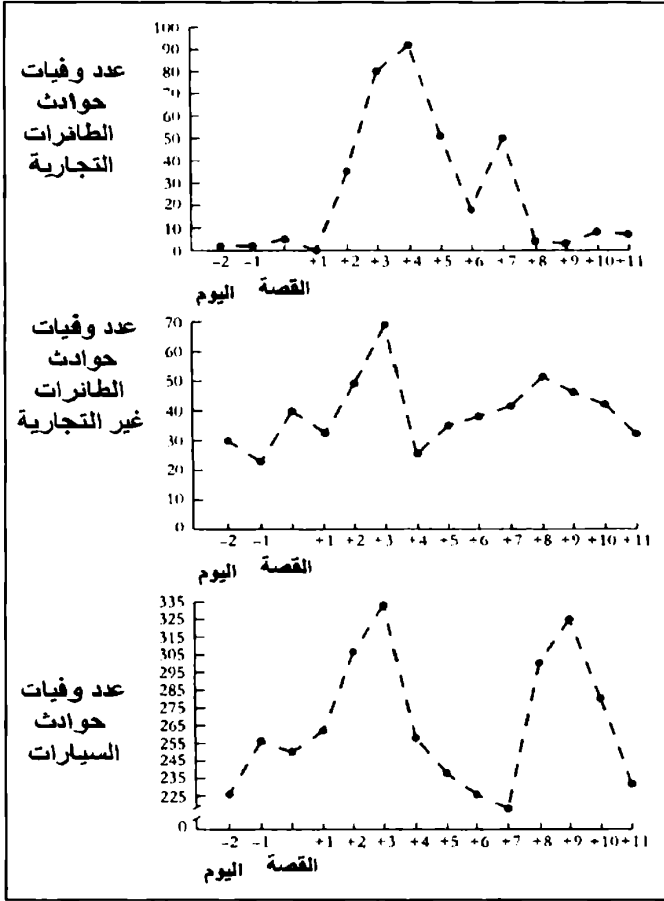 عدد وفيات
حوادث
الطائرات
التجارية
100
90
80
70
60
50
40
30
20
10
0
-2 -1 +1 +2 +3 +4 +5 +6 +7 +8 +9 +10 +11
اليوم القصة
عدد وفيات
حوادث
الطائرات
غير التجارية
70
60
50
40
30
20
10
0
-2 -1 +1 +2 +3 +4 +5 +6 +7 +8 +9 +10 +11
اليوم القصة
عدد وفيات
حوادث
السيارات
335
325
315
305
295
285
275
265
255
245
235
225
0
-2 -1 +1 +2 +3 +4 +5 +6 +7 +8 +9 +10 +11
اليوم القصة